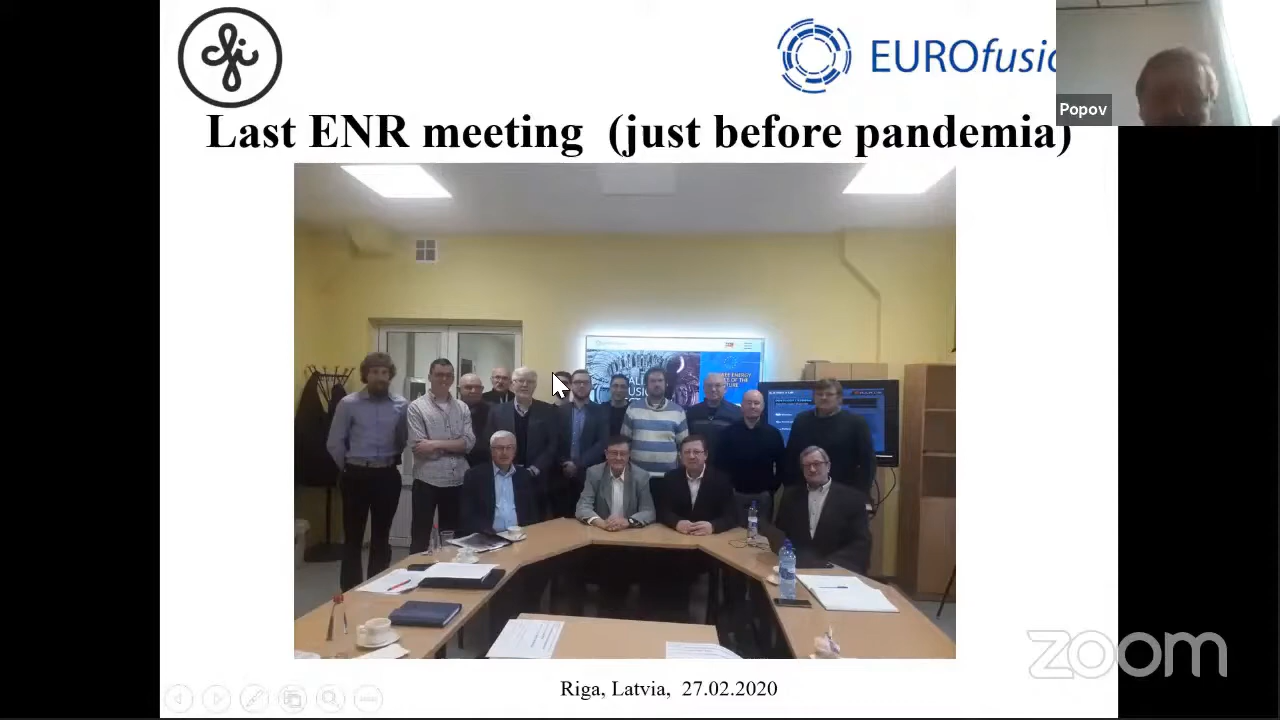 EUROfusio
Popov
Last ENR meeting (just before pandemia)
Riga, Latvia, 27.02.2020
zoom